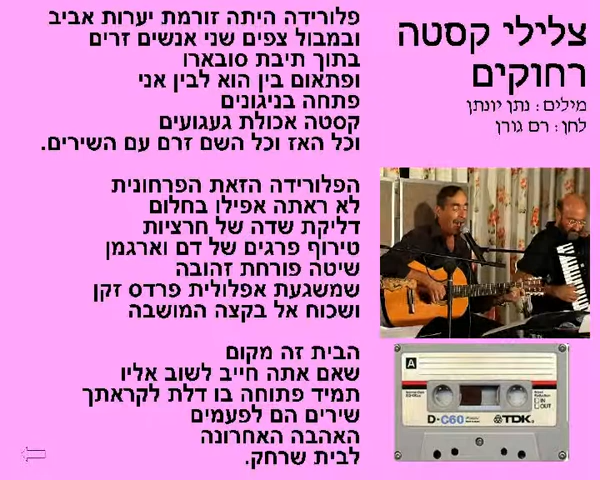 צלילי קסטה
רחוקים
מילים : נתן יונתן
לחן : רם גורן
פלורידה היתה זורמת יערות אביב
ובמבול צפים שני אנשים זרים
בתוך תיבת סובארו
ופתאום בין הוא לבין אני
פתחה בניגונים
קסטה אכולת געגועים
וכל האז וכל השם זרם עם השירים.
הפלורידה הזאת הפרחונית
לא ראתה אפילו בחלום
דליקת שדה של חרציות
טירוף פרגים של דם וארגמן
שיטה פורחת זהובה
שמשגעת אפלולית פרדס זקן
ושכוח אל בקצה המושבה
הבית זה מקום
שאם אתה חייב לשוב אליו
תמיד פתוחה בו דלת לקראתך
שירים הם לפעמים
האהבה האחרונה
לבית שרחק.
A
D-C60
TDK
IN
OUT